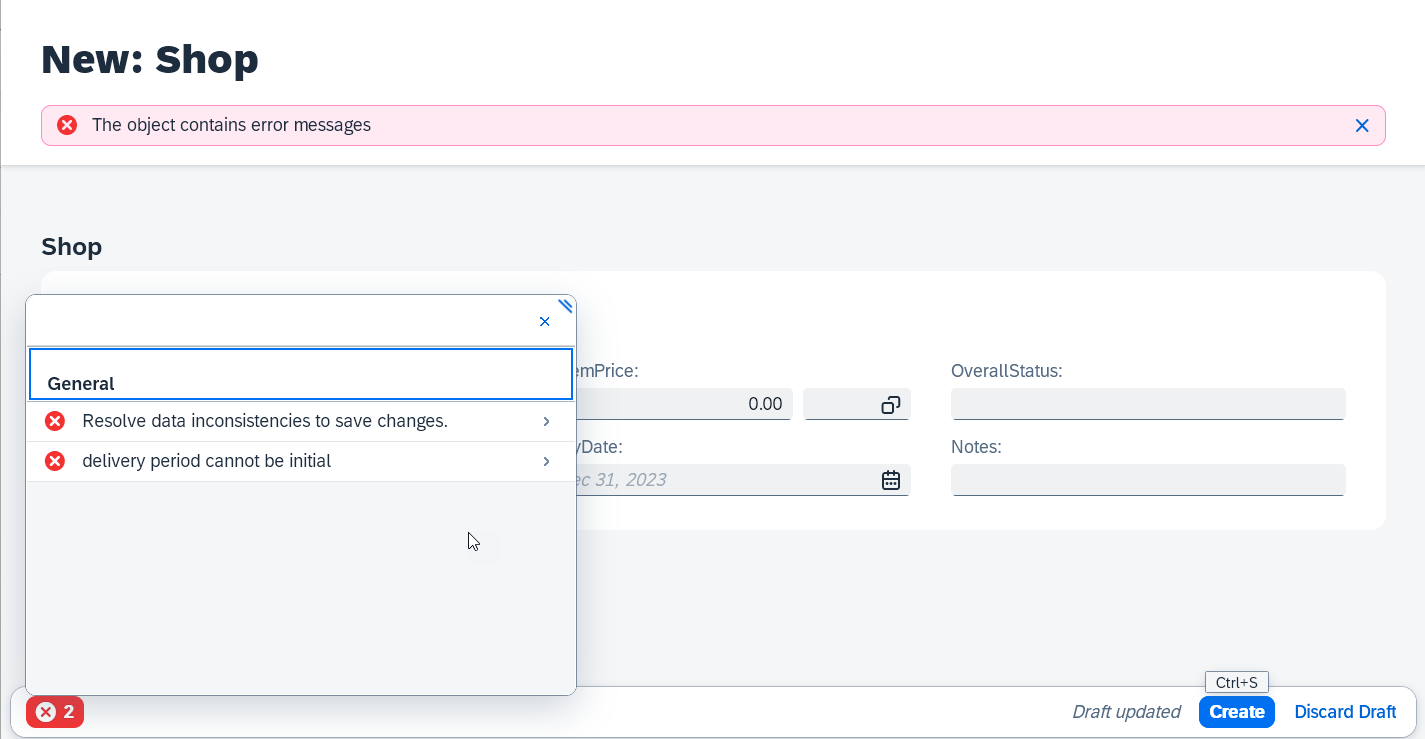 New: Shop
The object contains error messages
Shop
General
Resolve data inconsistencies to save changes.
delivery period cannot be initial
emPrice:
0.00
OverallStatus:
yDate:
ec 31, 2023
Notes:
Ctrl+S
2
Draft updated
Create
Discard Draft